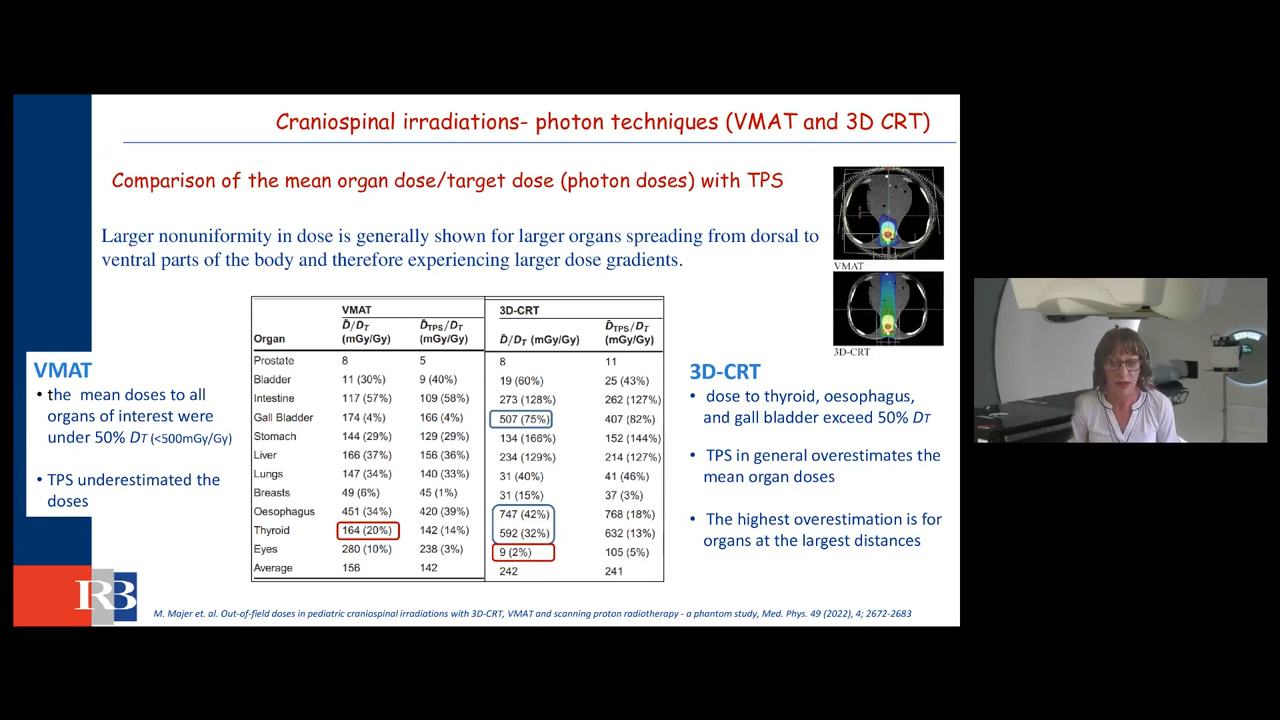 Craniospinal irradiations- photon techniques (VMAT and 3D CRT)
Comparison of the mean organ dose/target dose (photon doses) with TPS
Larger nonuniformity in dose is generally shown for larger organs spreading from dorsal to
ventral parts of the body and therefore experiencing larger dose gradients.
VMAT
3D-CRT
VMAT
• the mean doses to all
organs of interest were
under 50% DT (<500mGy/Gy)
• TPS underestimated the
doses
VMAT 3D-CRT
Organ D̄/DT (mGy/Gy) D̄TPS/DT (mGy/Gy) D̄/DT (mGy/Gy) D̄TPS/DT (mGy/Gy)
Prostate 8 5 8 11
Bladder 11 (30%) 9 (40%) 19 (60%) 25 (43%)
Intestine 117 (57%) 109 (58%) 273 (128%) 262 (127%)
Gall Bladder 174 (4%) 166 (4%) 507 (75%) 407 (82%)
Stomach 144 (29%) 129 (29%) 134 (166%) 152 (144%)
Liver 166 (37%) 156 (36%) 234 (129%) 214 (127%)
Lungs 147 (34%) 140 (33%) 31 (40%) 41 (46%)
Breasts 49 (6%) 45 (1%) 31 (15%) 37 (3%)
Oesophagus 451 (34%) 420 (39%) 747 (42%) 768 (18%)
Thyroid 164 (20%) 142 (14%) 592 (32%) 632 (13%)
Eyes 280 (10%) 238 (3%) 9 (2%) 105 (5%)
Average 156 142 242 241
3D-CRT
• dose to thyroid, oesophagus,
and gall bladder exceed 50% DT
• TPS in general overestimates the
mean organ doses
• The highest overestimation is for
organs at the largest distances
RB
M. Majer et. al. Out-of-field doses in pediatric craniospinal irradiations with 3D-CRT, VMAT and scanning proton radiotherapy - a phantom study, Med. Phys. 49 (2022), 4; 2672-2683